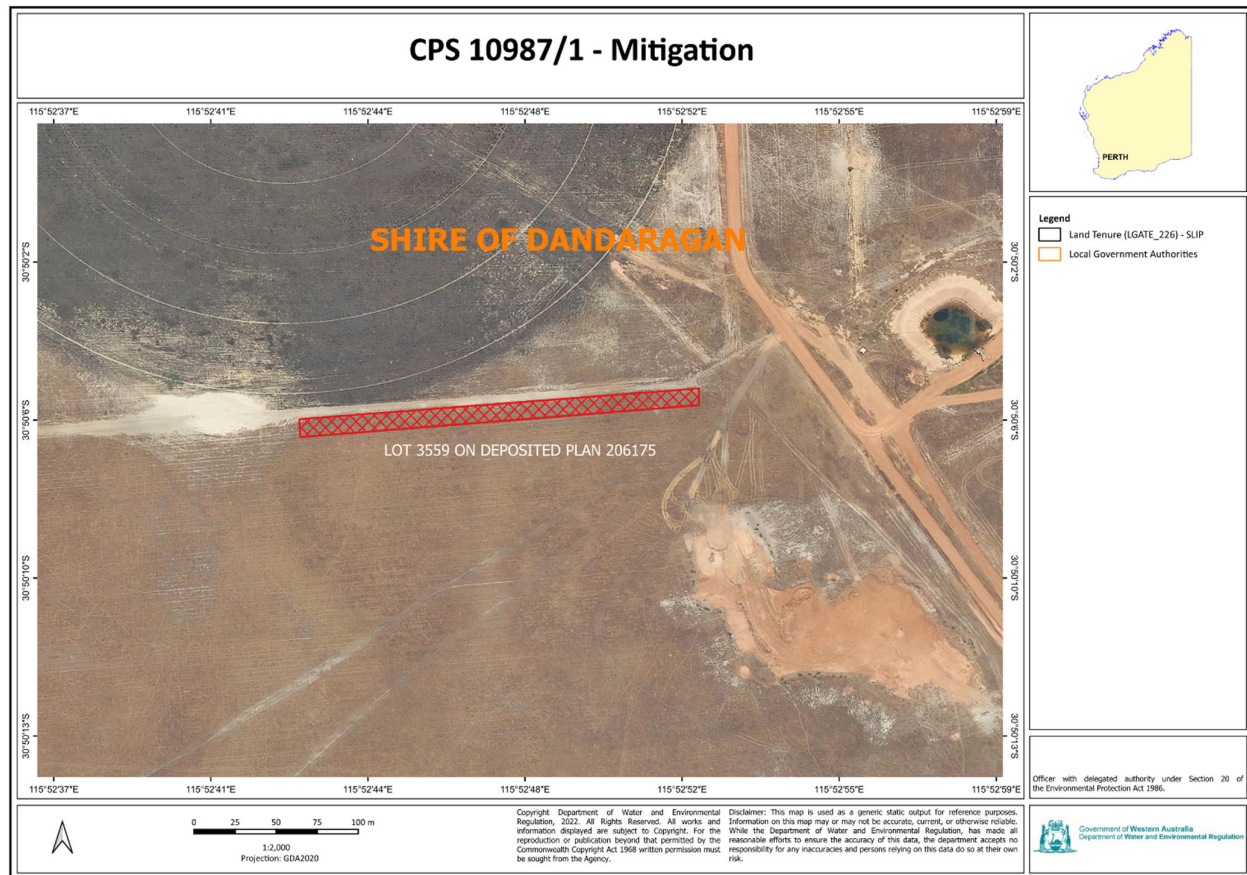 CPS 10987/1 - Mitigation
115°52'37"E 115°52'41"E 115°52'44"E 115°52'48"E 115°52'52"E 115°52'55"E 115°52'59"E
PERTH
SHIRE OF DANDARAGAN
30°50'2"S 30°50'2"S
30°50'6"S 30°50'6"S
LOT 3559 ON DEPOSITED PLAN 206175
30°50'10"S 30°50'10"S
30°50'13"S 30°50'13"S
115°52'37"E 115°52'41"E 115°52'44"E 115°52'48"E 115°52'52"E 115°52'55"E 115°52'59"E
Legend
Land Tenure (LGATE_226) - SLIP
Local Government Authorities
Officer with delegated authority under Section 20 of
the Environmental Protection Act 1986.
0 25 50 75 100 m
1:2,000
Projection: GDA2020
Copyright Department of Water and Environmental
Regulation, 2022. All Rights Reserved. All works and
information displayed are subject to Copyright. For the
reproduction or publication beyond that permitted by the
Commonwealth Copyright Act 1968 written permission must
be sought from the Agency.
Disclaimer: This map is used as a generic static output for reference purposes.
Information on this map may or may not be accurate, current, or otherwise reliable.
While the Department of Water and Environmental Regulation, has made all
reasonable efforts to ensure the accuracy of this data, the department accepts no
responsibility for any inaccuracies and persons relying on this data do so at their own
risk.
Government of Western Australia
Department of Water and Environmental Regulation